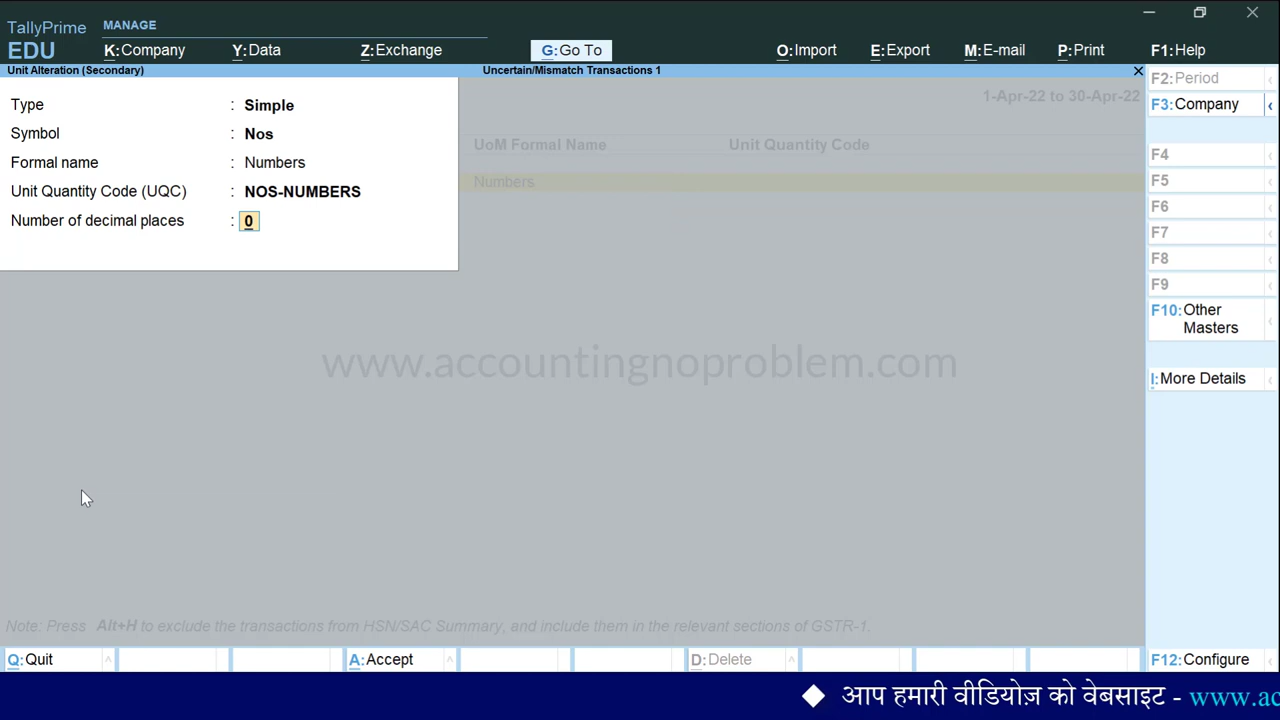 TallyPrime
EDU
MANAGE
K:Company
Y:Data
Z:Exchange
G:Go To
O:Import
E:Export
M:E-mail
P:Print
F1:Help
Unit Alteration (Secondary)
Uncertain/Mismatch Transactions 1
F2:Period
F3:Company
F4
F5
F6
F7
F8
F9
F10:Other
Masters
I:More Details
F12:Configure
Type : Simple
Symbol : Nos
Formal name : Numbers
Unit Quantity Code (UQC) : NOS-NUMBERS
Number of decimal places : 0
1-Apr-22 to 30-Apr-22
UoM Formal Name Unit Quantity Code
Numbers
www.accountingnoproblem.com
Note: Press Alt+H to exclude the transactions from HSN/SAC Summary, and include them in the relevant sections of GSTR-1.
Q:Quit
A:Accept
D:Delete
◆ आप हमारी वीडियोज़ को वेबसाइट - www.ac